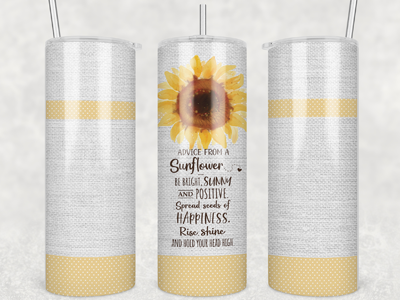 ADVICE FROM A
Sunflower
BE BRIGHT, SUNNY
AND POSITIVE.
Spread seeds of
HAPPINESS.
Rise, shine
AND HOLD YOUR HEAD HIGH.